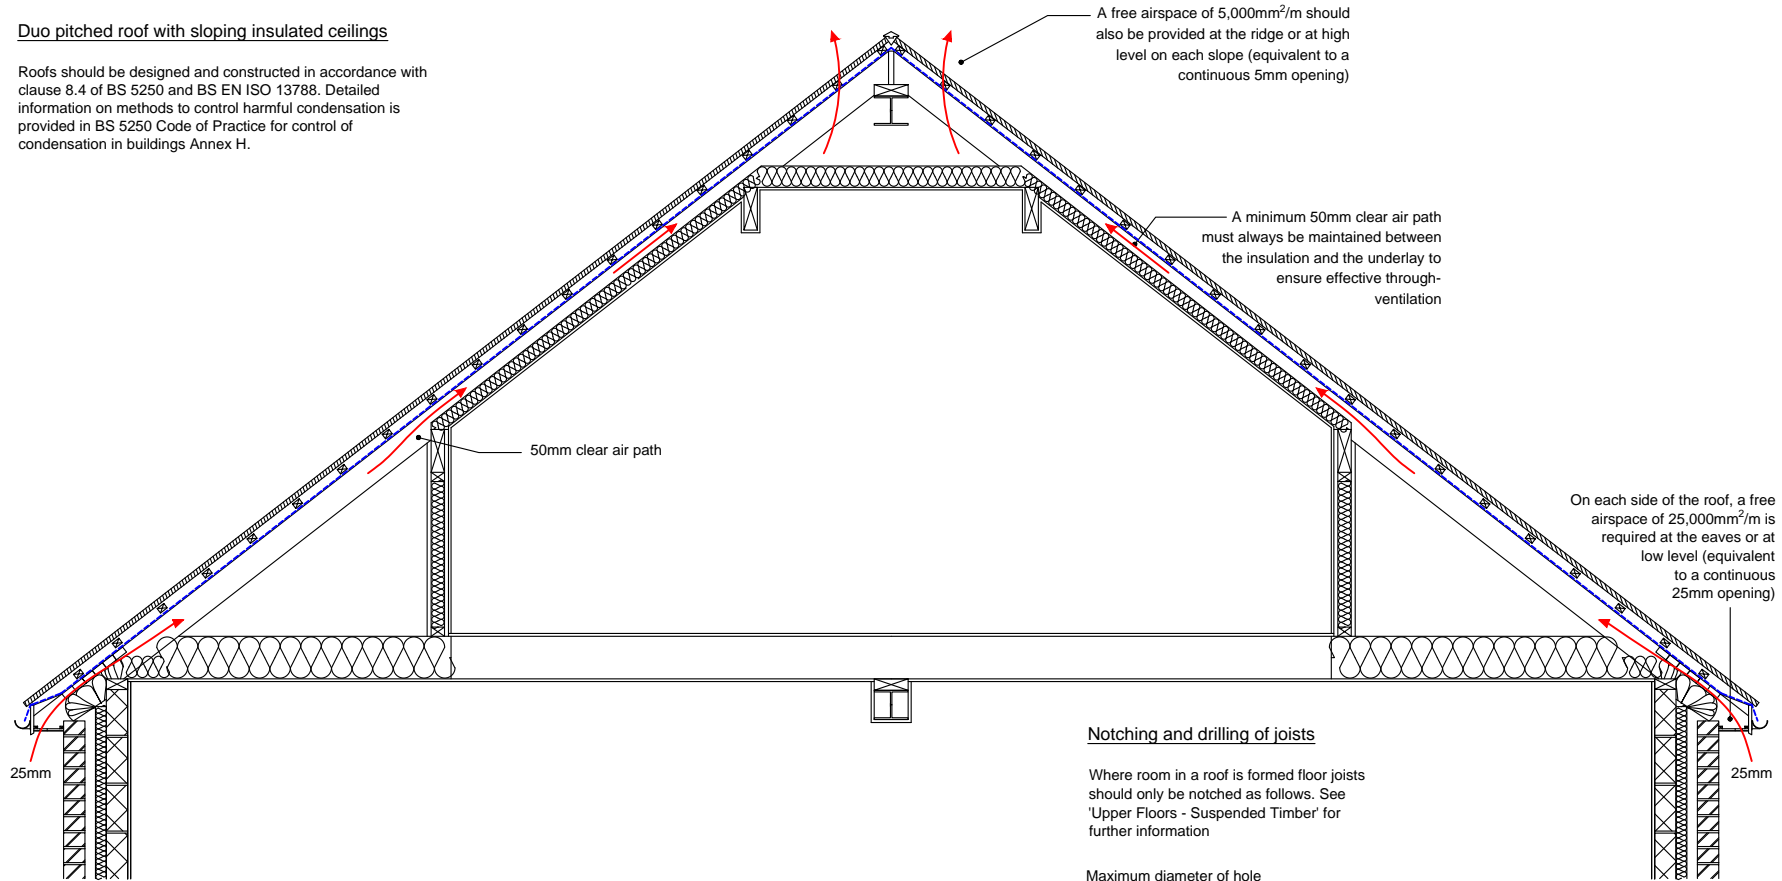 Duo pitched roof with sloping insulated ceilings
Roofs should be designed and constructed in accordance with
clause 8.4 of BS 5250 and BS EN ISO 13788. Detailed
information on methods to control harmful condensation is
provided in BS 5250 Code of Practice for control of
condensation in buildings Annex H.
A free airspace of 5,000mm²/m should
also be provided at the ridge or at high
level on each slope (equivalent to a
continuous 5mm opening)
A minimum 50mm clear air path
must always be maintained between
the insulation and the underlay to
ensure effective through-
ventilation
50mm clear air path
On each side of the roof, a free
airspace of 25,000mm²/m is
required at the eaves or at
low level (equivalent
to a continuous
25mm opening)
25mm
25mm
Notching and drilling of joists
Where room in a roof is formed floor joists
should only be notched as follows. See
'Upper Floors - Suspended Timber' for
further information
Maximum diameter of hole